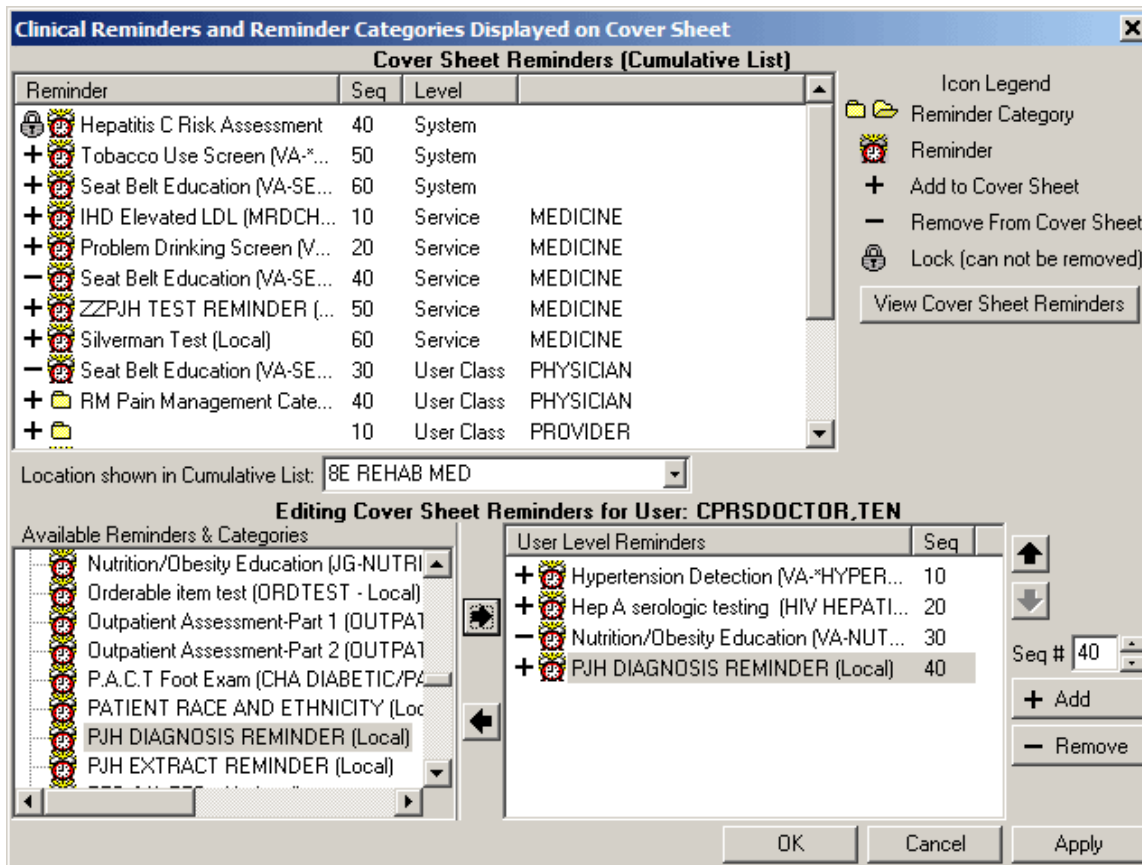 Clinical Reminders and Reminder Categories Displayed on Cover Sheet
Cover Sheet Reminders (Cumulative List)
Reminder Seq Level
Hepatitis C Risk Assessment 40 System
+ Tobacco Use Screen (VA-*... 50 System
+ Seat Belt Education (VA-SE... 60 System
+ IHD Elevated LDL (MRDCH... 10 Service MEDICINE
+ Problem Drinking Screen (V... 20 Service MEDICINE
− Seat Belt Education (VA-SE... 40 Service MEDICINE
+ ZZPJH TEST REMINDER (... 50 Service MEDICINE
+ Silverman Test (Local) 60 Service MEDICINE
− Seat Belt Education (VA-SE... 30 User Class PHYSICIAN
+ RM Pain Management Cate... 40 User Class PHYSICIAN
+ 10 User Class PROVIDER
Icon Legend
Reminder Category
Reminder
+ Add to Cover Sheet
− Remove From Cover Sheet
Lock (can not be removed)
View Cover Sheet Reminders
Location shown in Cumulative List: 8E REHAB MED
Editing Cover Sheet Reminders for User: CPRSDOCTOR,TEN
Available Reminders & Categories
Nutrition/Obesity Education (JG-NUTRI
Orderable item test (ORDTEST - Local)
Outpatient Assessment-Part 1 (OUTPAT
Outpatient Assessment-Part 2 (OUTPAT
P.A.C.T Foot Exam (CHA DIABETIC/PA
PATIENT RACE AND ETHNICITY (Loc
PJH DIAGNOSIS REMINDER (Local)
PJH EXTRACT REMINDER (Local)
User Level Reminders Seq
+ Hypertension Detection (VA-*HYPER... 10
+ Hep A serologic testing (HIV HEPATI... 20
− Nutrition/Obesity Education (VA-NUT... 30
+ PJH DIAGNOSIS REMINDER (Local) 40
Seq # 40
+ Add
− Remove
OK Cancel Apply